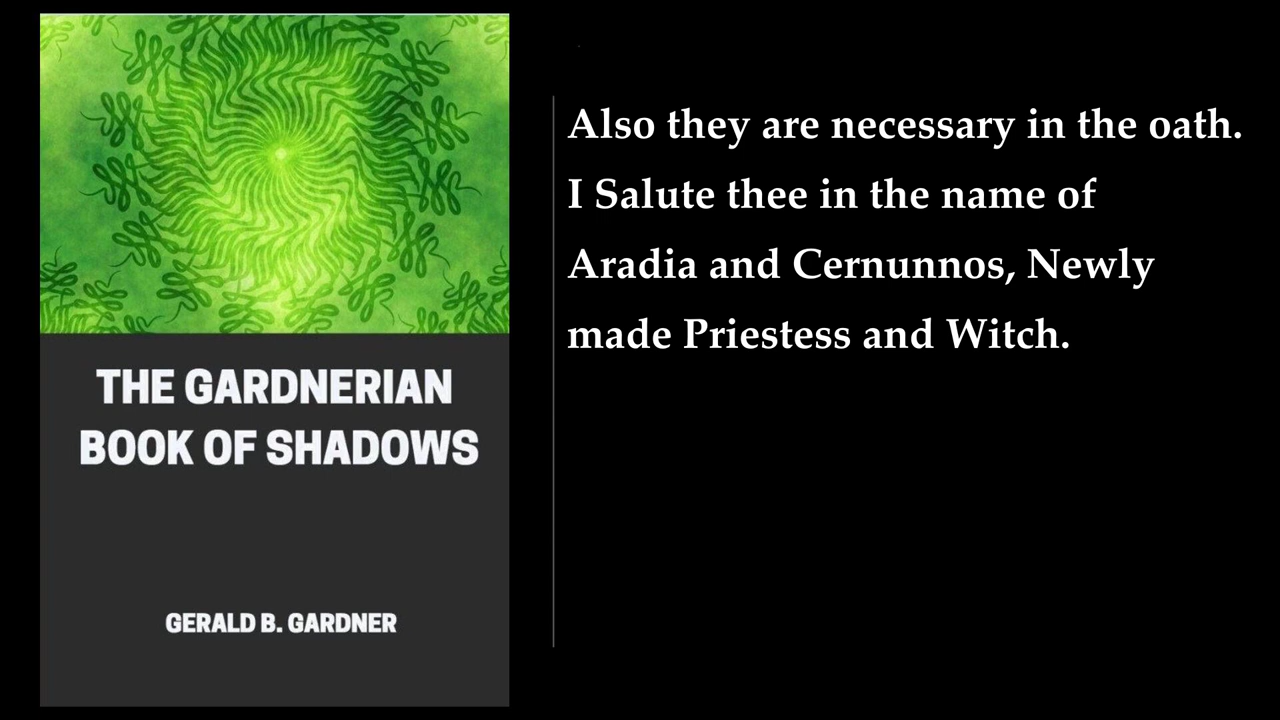 THE GARDNERIAN
BOOK OF SHADOWS
GERALD B. GARDNER
Also they are necessary in the oath.
I Salute thee in the name of
Aradia and Cernunnos, Newly
made Priestess and Witch.